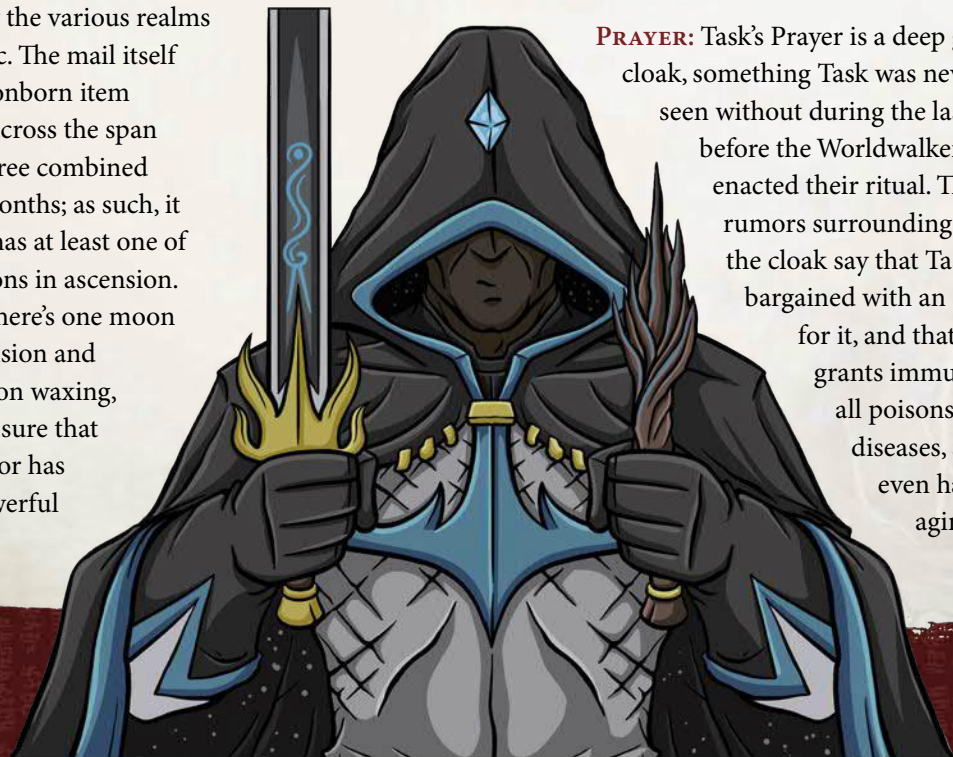 the various realms
c. The mail itself
onborn item
cross the span
ree combined
onths; as such, it
has at least one of
ons in ascension.
here's one moon
sion and
on waxing,
sure that
or has
verful
PRAYER: Task's Prayer is a deep
cloak, something Task was nev
seen without during the la
before the Worldwalke
enacted their ritual. T
rumors surrounding
the cloak say that Ta
bargained with an
for it, and that
grants immu
all poisons
diseases,
even ha
agin